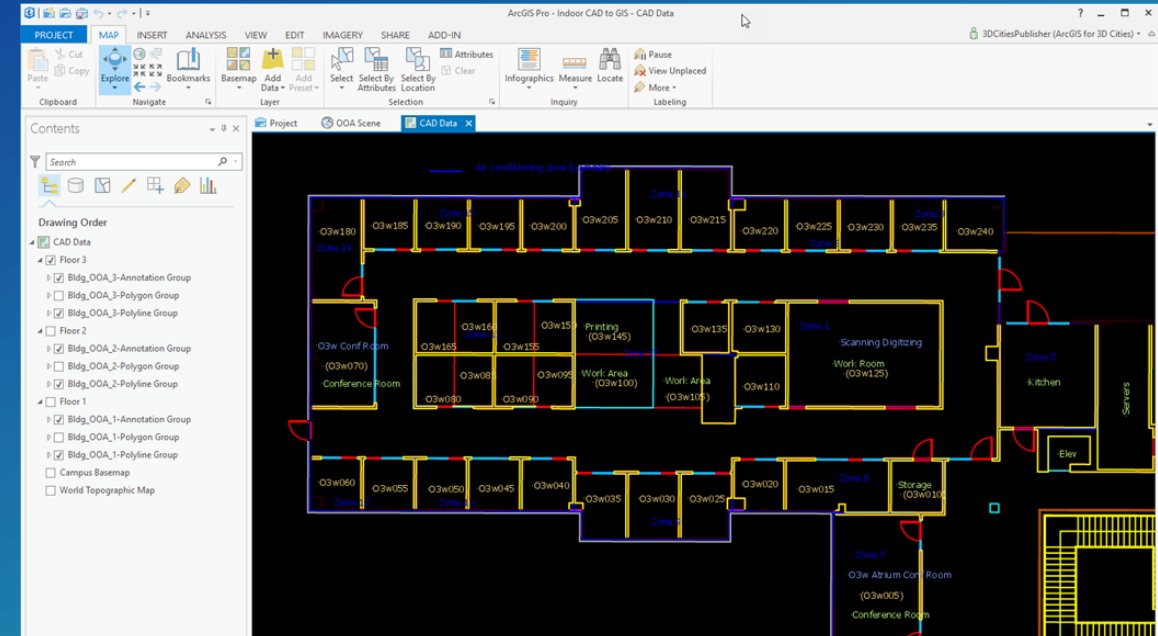 ArcGIS Pro - Indoor CAD to GIS - CAD Data
PROJECT MAP INSERT ANALYSIS VIEW EDIT IMAGERY SHARE ADD-IN
3DCitiesPublisher (ArcGIS for 3D Cities)
Paste Cut Copy
Clipboard
Explore Bookmarks
Navigate
Basemap Add Data Add Preset
Layer
Select Select By Attributes Select By Location Attributes Clear
Selection
Infographics Measure Locate
Inquiry
Pause View Unplaced More
Labeling
Contents
Search
Drawing Order
CAD Data
Floor 3
Bldg_OOA_3-Annotation Group
Bldg_OOA_3-Polygon Group
Bldg_OOA_3-Polyline Group
Floor 2
Bldg_OOA_2-Annotation Group
Bldg_OOA_2-Polygon Group
Bldg_OOA_2-Polyline Group
Floor 1
Bldg_OOA_1-Annotation Group
Bldg_OOA_1-Polygon Group
Bldg_OOA_1-Polyline Group
Campus Basemap
World Topographic Map
Project OOA Scene CAD Data
Air conditioning zone boundary
O3w180 O3w185 O3w190 O3w195 O3w200 O3w205 O3w210 O3w215 O3w220 O3w225 O3w230 O3w235 O3w240
Zone 14
O3w Conf Room
(O3w070)
Conference Room
O3w165 O3w160 O3w155 O3w150
O3w080 O3w085 O3w090 O3w095
Printing
(O3w145)
Work Area
(O3w100)
Work Area
(O3w105)
O3w135 O3w130
O3w110
Zone 1
Scanning Digitizing
Work Room
(O3w125)
Zone 5
Kitchen
Servers
Elev
O3w060 O3w055 O3w050 O3w045 O3w040 O3w035 O3w030 O3w025 O3w020 O3w015
Zone 8
Storage
(O3w010)
Zone 7
O3w Atrium Conf Room
(O3w005)
Conference Room